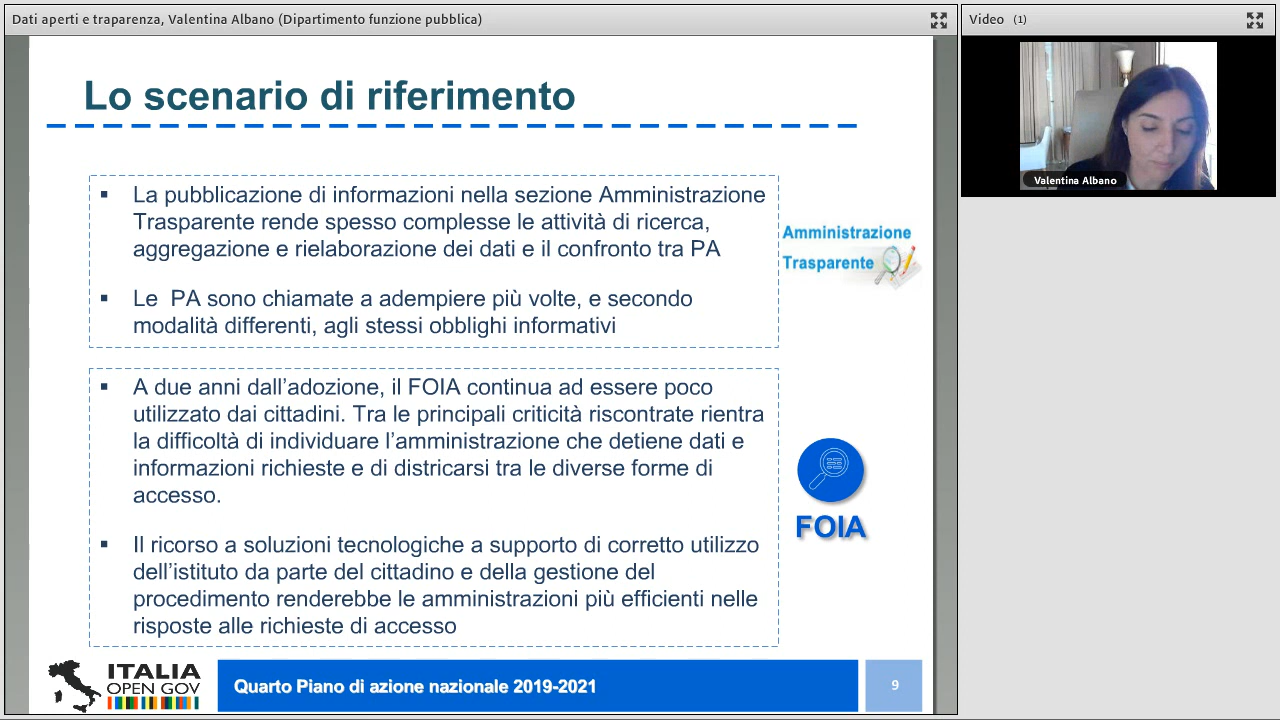 Dati aperti e traparenza, Valentina Albano (Dipartimento funzione pubblica)
Video (1)
Valentina Albano
Lo scenario di riferimento
▪ La pubblicazione di informazioni nella sezione Amministrazione
Trasparente rende spesso complesse le attività di ricerca,
aggregazione e rielaborazione dei dati e il confronto tra PA
▪ Le PA sono chiamate a adempiere più volte, e secondo
modalità differenti, agli stessi obblighi informativi
Amministrazione
Trasparente
▪ A due anni dall'adozione, il FOIA continua ad essere poco
utilizzato dai cittadini. Tra le principali criticità riscontrate rientra
la difficoltà di individuare l'amministrazione che detiene dati e
informazioni richieste e di districarsi tra le diverse forme di
accesso.
▪ Il ricorso a soluzioni tecnologiche a supporto di corretto utilizzo
dell'istituto da parte del cittadino e della gestione del
procedimento renderebbe le amministrazioni più efficienti nelle
risposte alle richieste di accesso
FOIA
ITALIA
OPEN GOV
Quarto Piano di azione nazionale 2019-2021
9